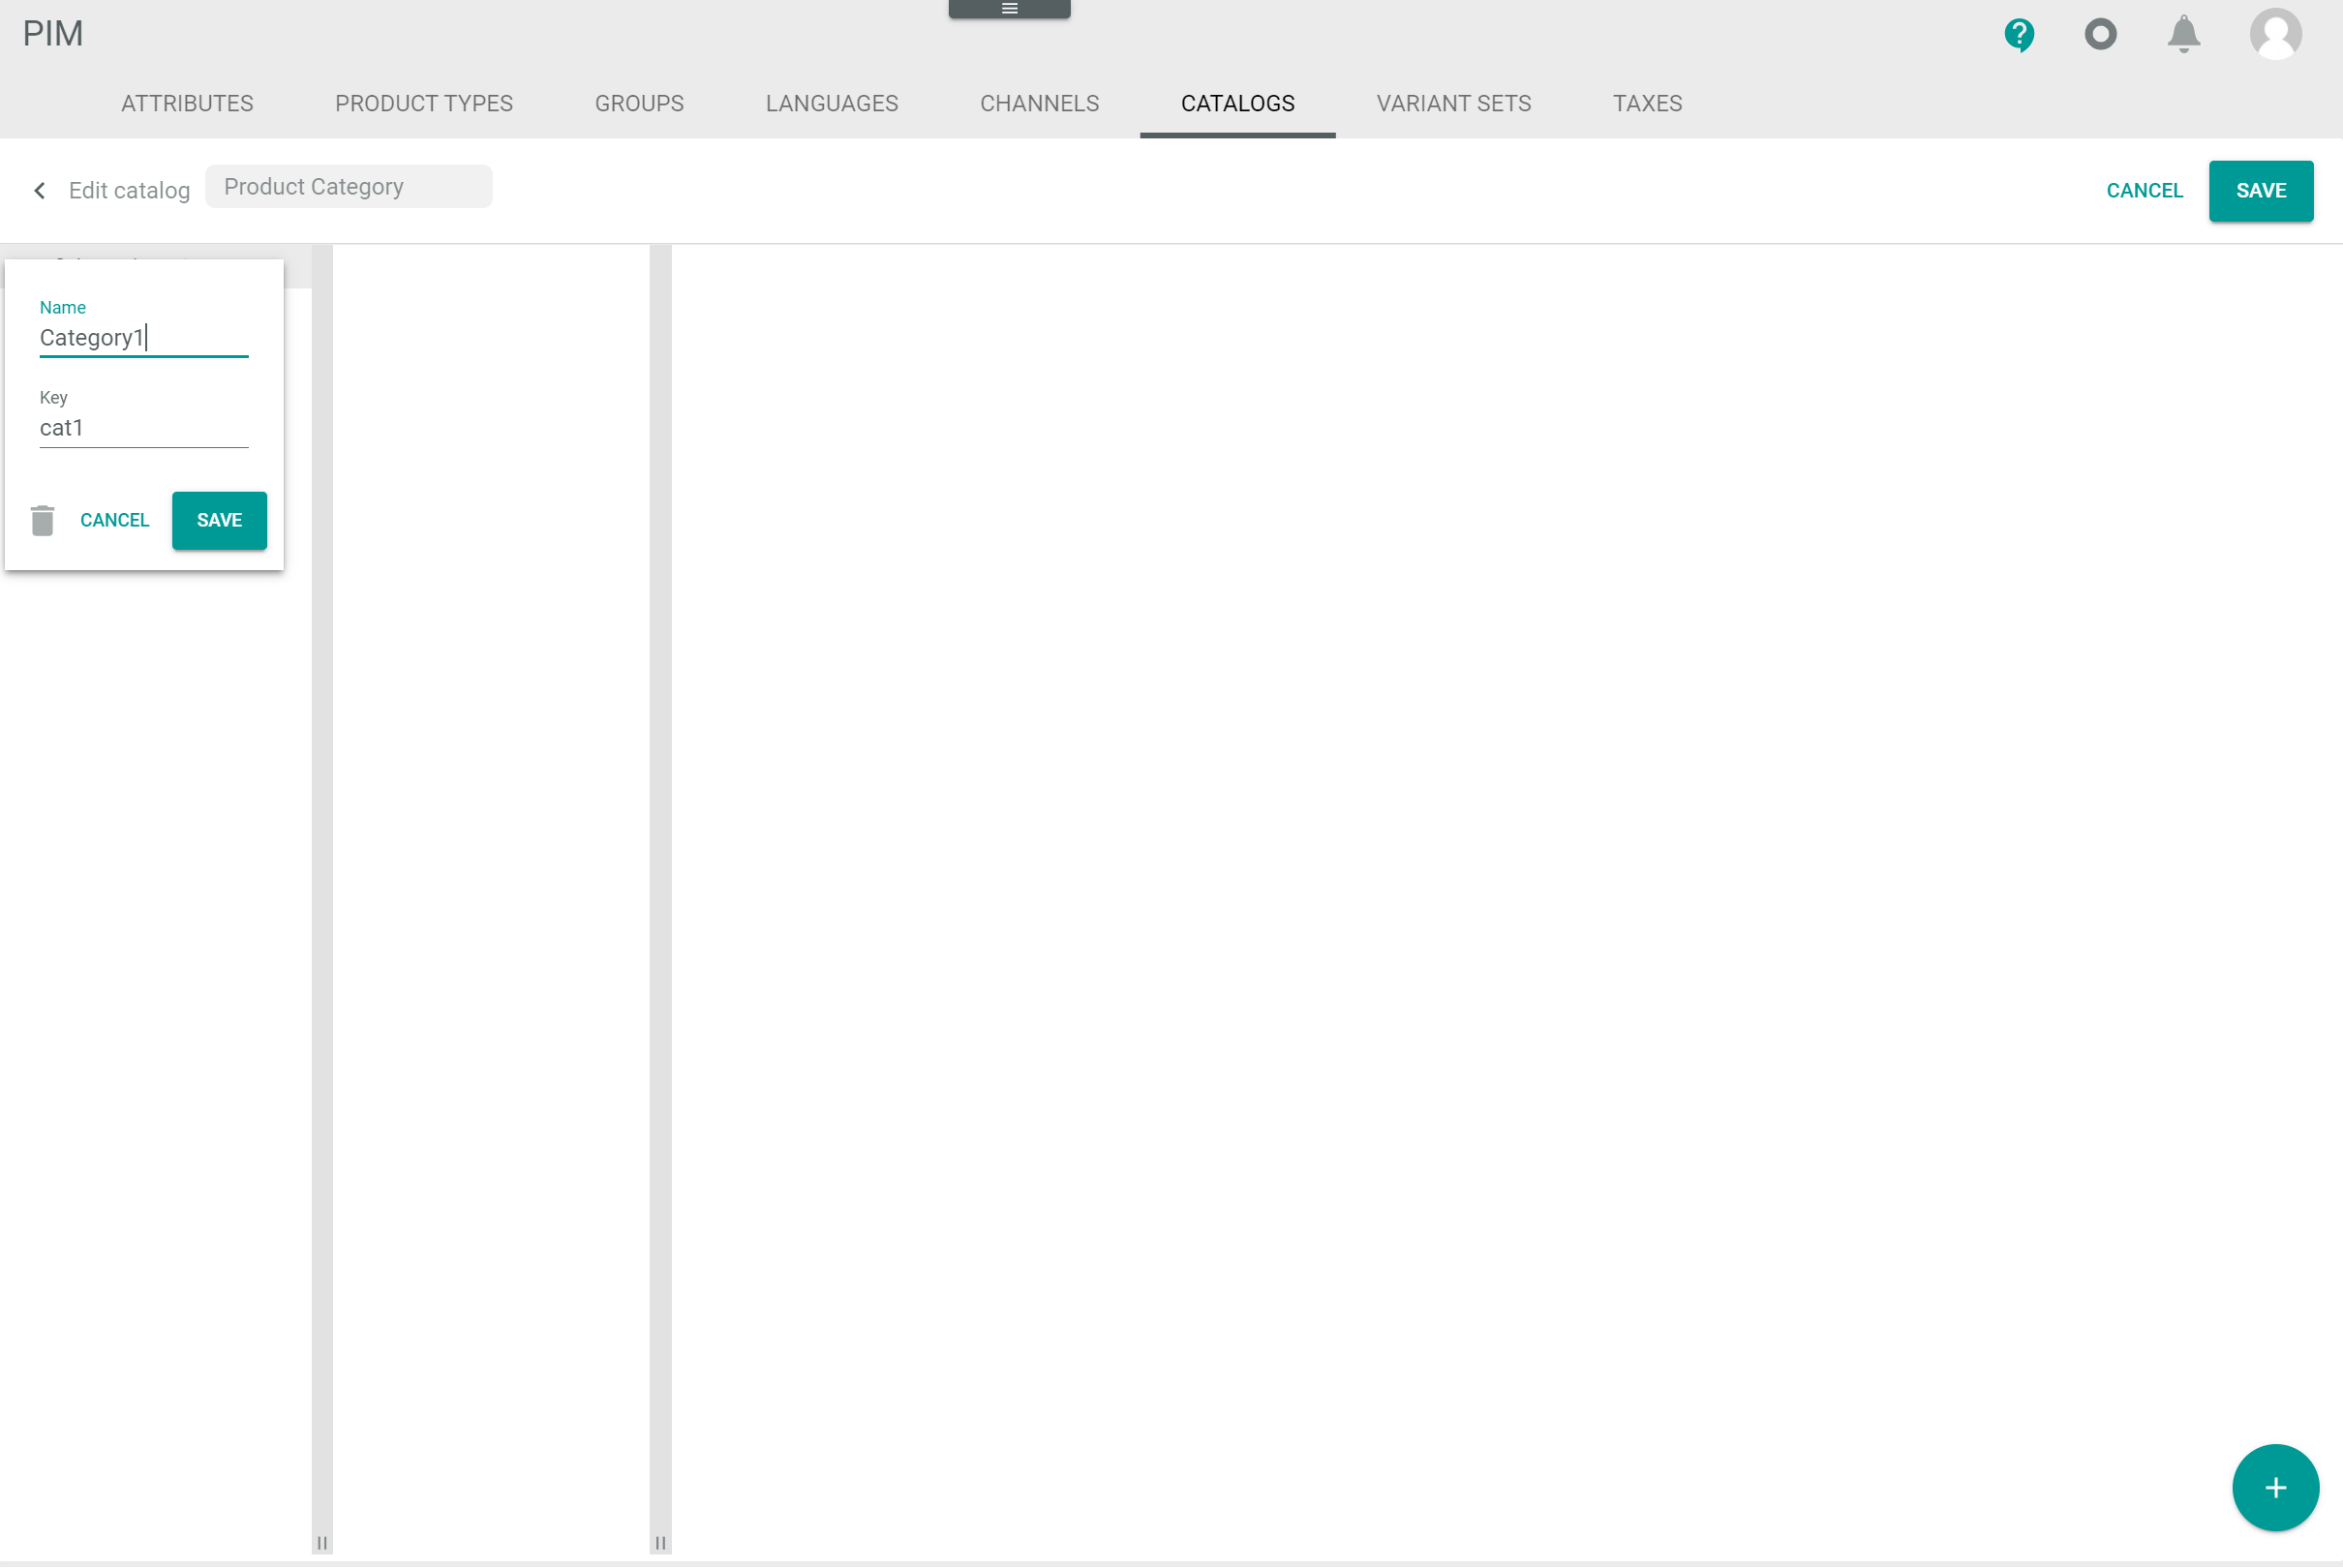 PIM
ATTRIBUTES PRODUCT TYPES GROUPS LANGUAGES CHANNELS CATALOGS VARIANT SETS TAXES
Edit catalog Product Category CANCEL SAVE
Name
Category1
Key
cat1
CANCEL SAVE